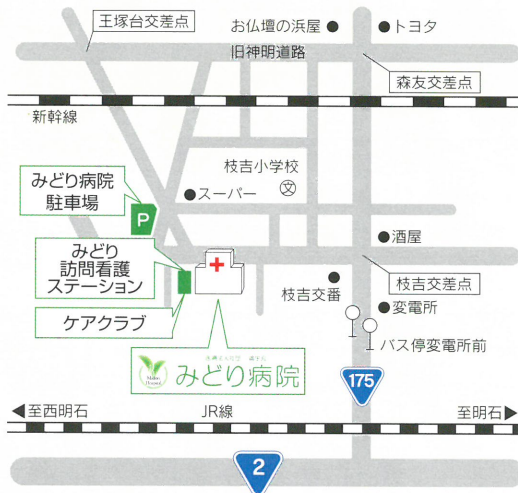 王塚台交差点
お仏壇の浜屋
トヨタ
旧神明道路
森友交差点
新幹線
枝吉小学校
文
みどり病院
駐車場
P
スーパー
みどり
訪問看護
ステーション
酒屋
枝吉交差点
枝吉交番
変電所
ケアクラブ
バス停変電所前
みどり病院
175
至西明石
JR線
至明石
2